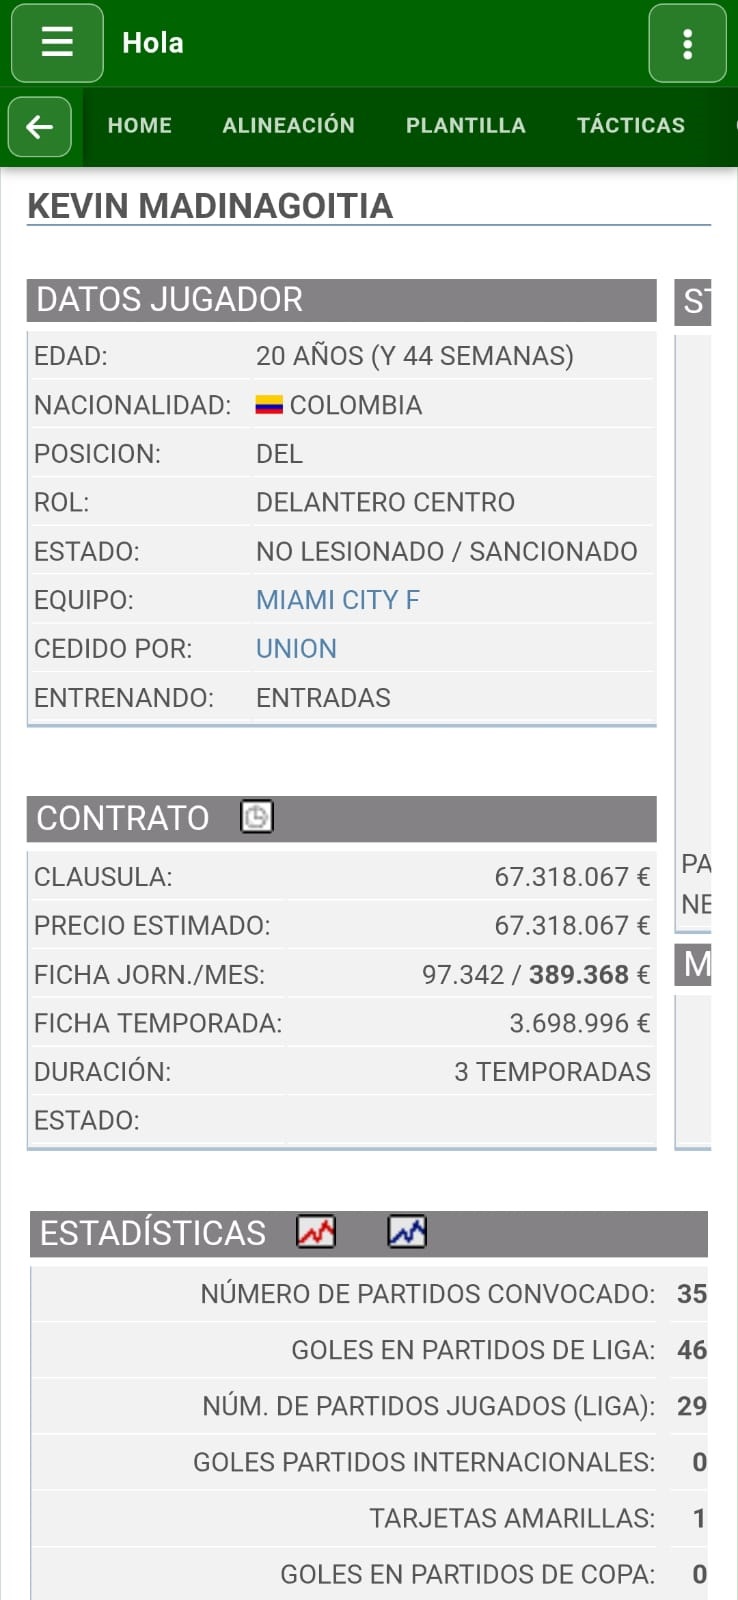 Hola
HOME ALINEACIÓN PLANTILLA TÁCTICAS
KEVIN MADINAGOITIA
DATOS JUGADOR
EDAD: 20 AÑOS (Y 44 SEMANAS)
NACIONALIDAD: COLOMBIA
POSICION: DEL
ROL: DELANTERO CENTRO
ESTADO: NO LESIONADO / SANCIONADO
EQUIPO: MIAMI CITY F
CEDIDO POR: UNION
ENTRENANDO: ENTRADAS
CONTRATO
CLAUSULA: 67.318.067 €
PRECIO ESTIMADO: 67.318.067 €
FICHA JORN./MES: 97.342 / 389.368 €
FICHA TEMPORADA: 3.698.996 €
DURACIÓN: 3 TEMPORADAS
ESTADO:
PA
NE
M
ESTADÍSTICAS
NÚMERO DE PARTIDOS CONVOCADO: 35
GOLES EN PARTIDOS DE LIGA: 46
NÚM. DE PARTIDOS JUGADOS (LIGA): 29
GOLES PARTIDOS INTERNACIONALES: 0
TARJETAS AMARILLAS: 1
GOLES EN PARTIDOS DE COPA: 0